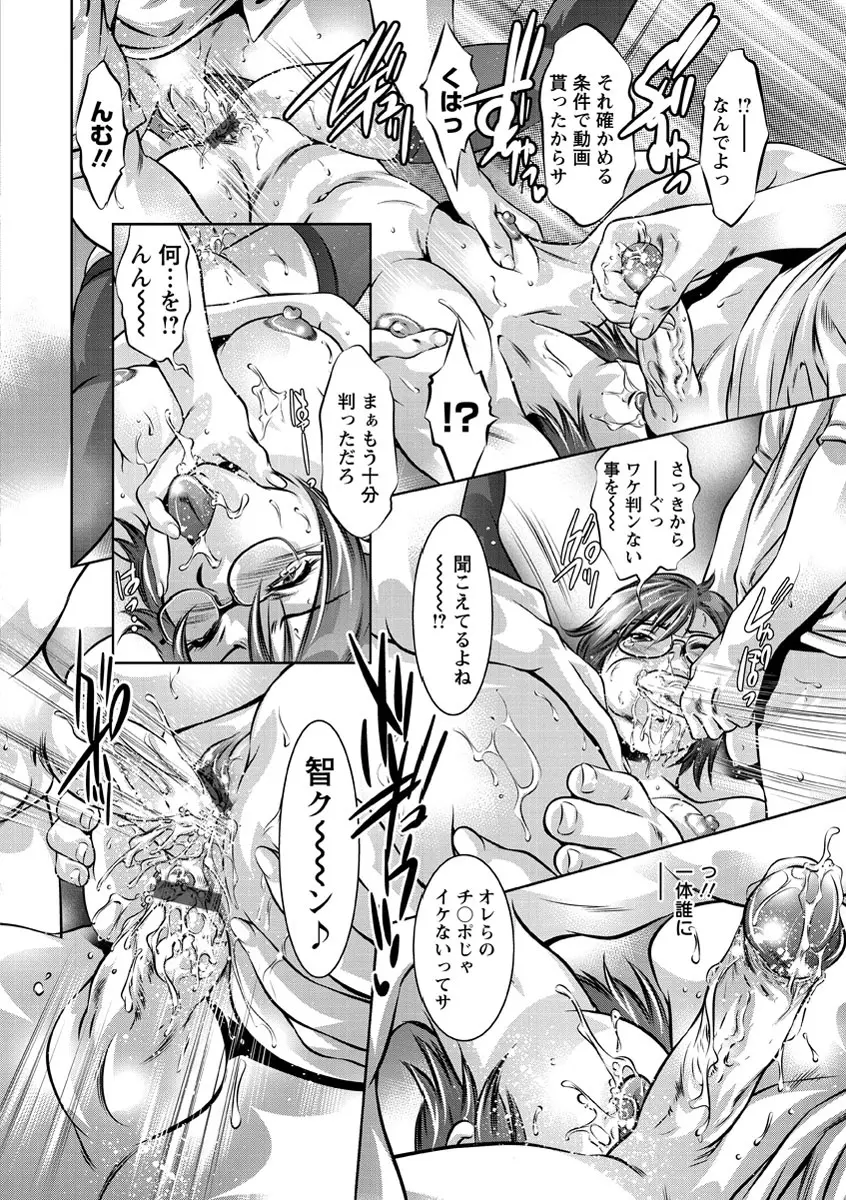 !?
――
なんでよっ
それ確かめる
条件で動画
貰ったからサ
くはっ
んむ!!
何…を!?
んん〜〜〜
まぁもう十分
判っただろ
!?
さっきから
――ぐっ
ワケ判ンない
事を〜〜〜
聞こえてるよね
〜〜〜!?
智ク〜〜〜ン♪
っ!!
一体誰に
――
オレらの
チ〇ポじゃ
イケないってサ